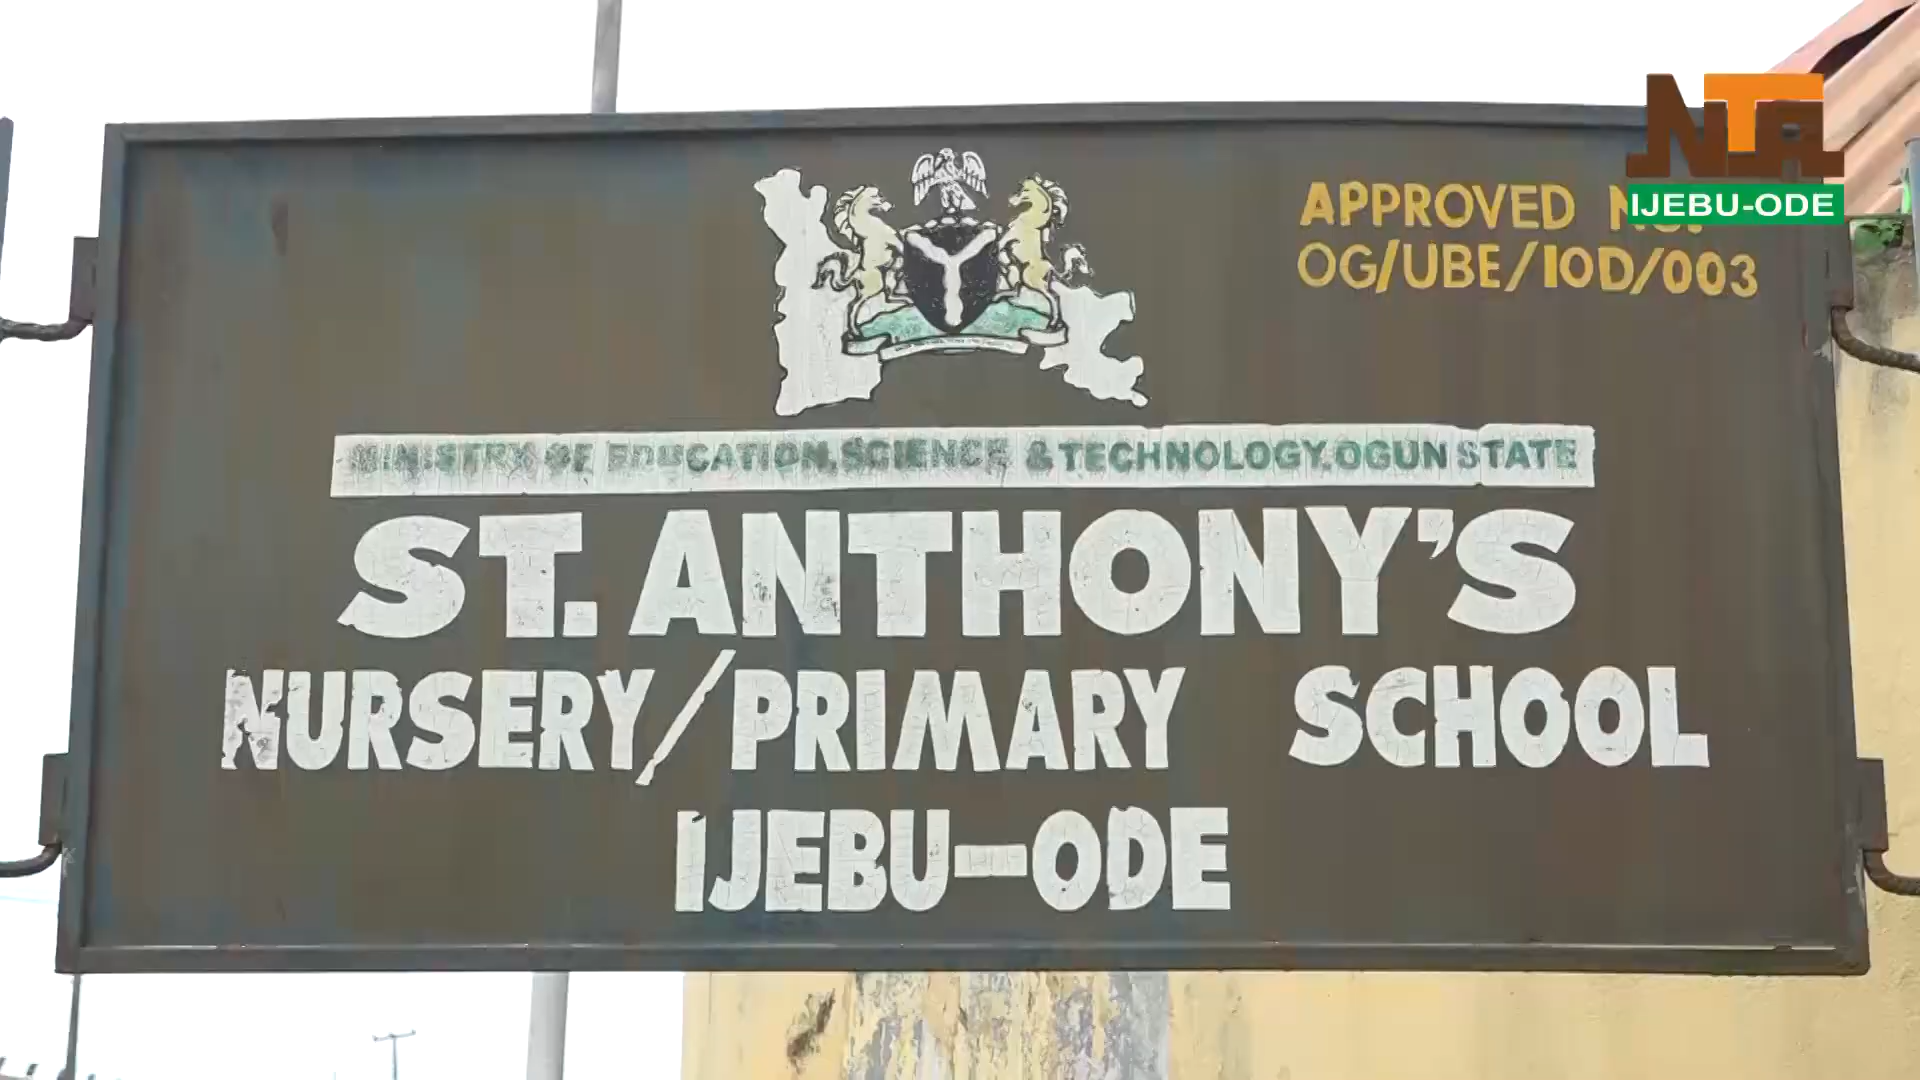 NTA
IJEBU-ODE
APPROVED
OG/UBE/IOD/003
MINISTRY OF EDUCATION, SCIENCE & TECHNOLOGY, OGUN STATE
ST. ANTHONY'S
NURSERY/PRIMARY SCHOOL
IJEBU-ODE